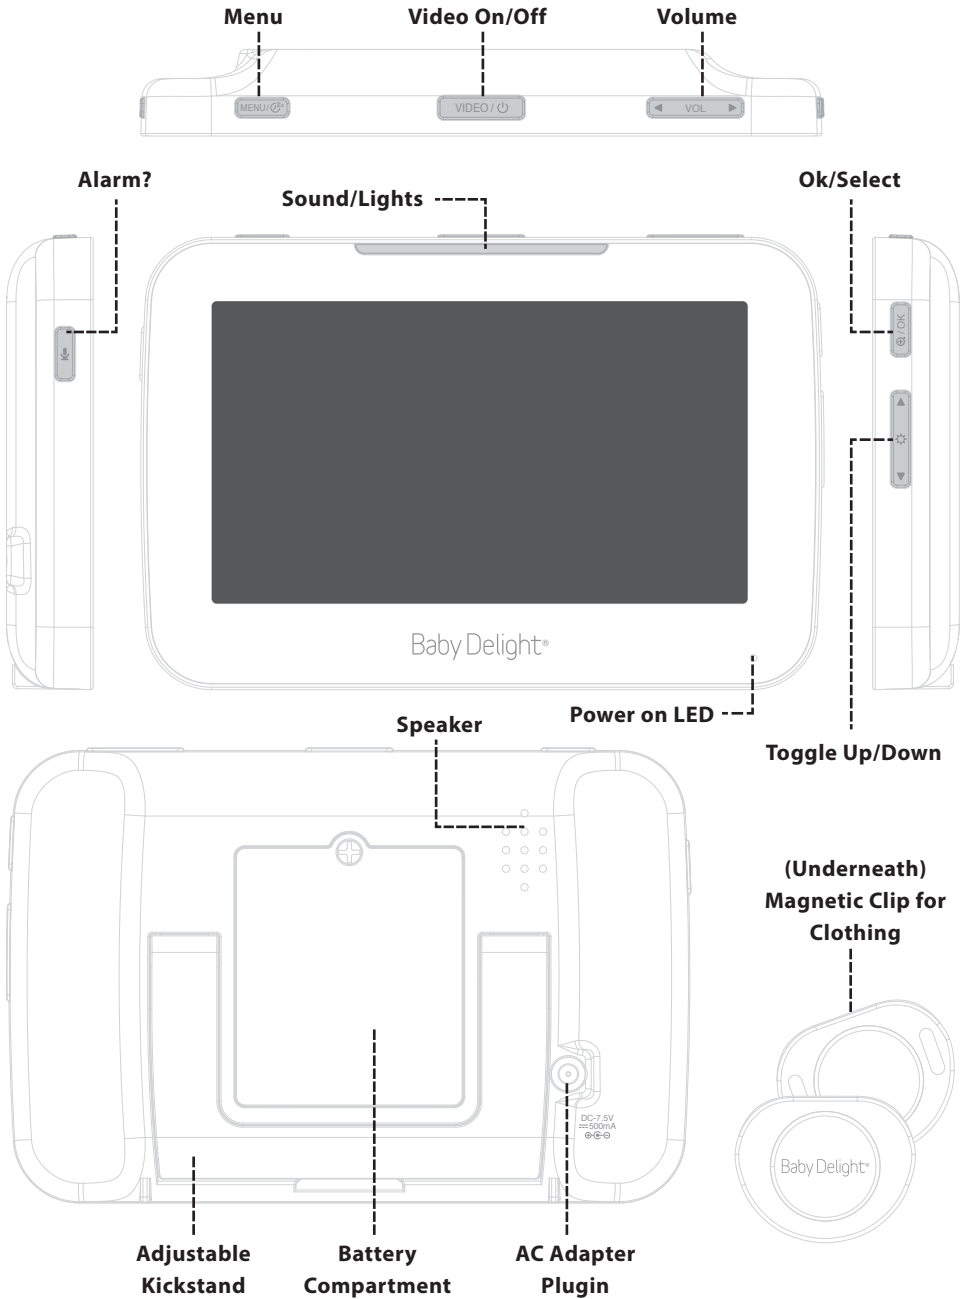 Menu
Video On/Off
Volume
MENU/
VIDEO /
◄ VOL ►
Alarm?
Sound/Lights
Ok/Select
/ OK
Baby Delight®
Power on LED
Toggle Up/Down
Speaker
(Underneath)
Magnetic Clip for
Clothing
DC-7.5V
500mA
Baby Delight®
Adjustable
Kickstand
Battery
Compartment
AC Adapter
Plugin